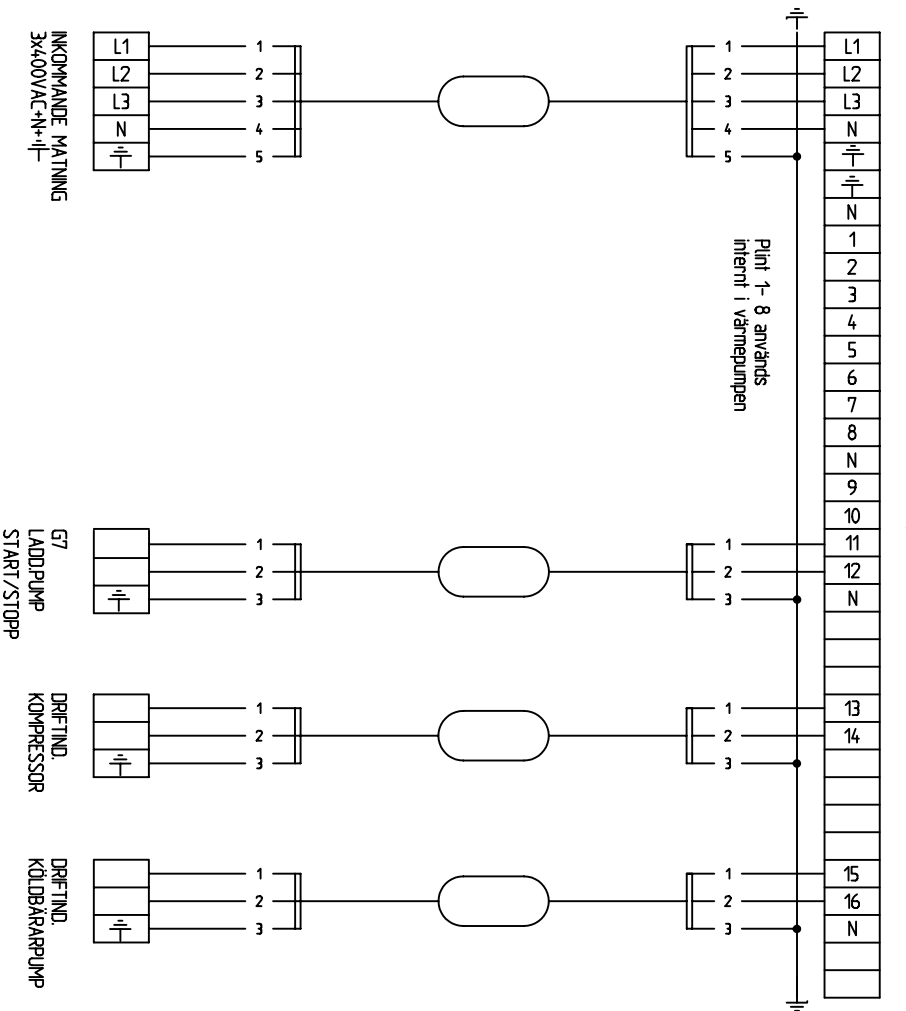 INKOMMANDE MATNING
3x400VAC+N+
L1
L2
L3
N
1
2
3
4
5
1
2
3
4
5
L1
L2
L3
N
N
1
2
3
4
5
6
7
8
N
9
10
11
12
N
13
14
15
16
N
Plint 1- 8 används
internt i värmepumpen
G7
LADD.PUMP
START/STOPP
1
2
3
1
2
3
DRIFTIND.
KOMPRESSOR
1
2
3
1
2
3
DRIFTIND.
KÖLDBÄRARPUMP
1
2
3
1
2
3